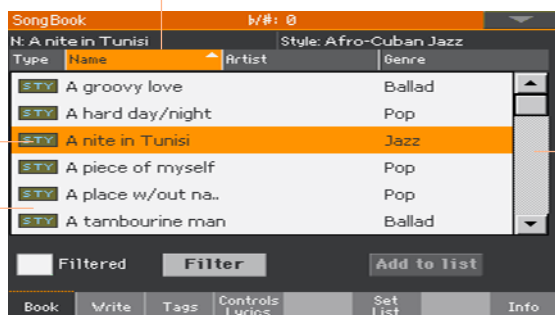 SongBook ♭/#: 0
N: A nite in Tunisi Style: Afro-Cuban Jazz
Type Name Artist Genre
STY A groovy love Ballad
STY A hard day/night Pop
STY A nite in Tunisi Jazz
STY A piece of myself Pop
STY A place w/out na.. Pop
STY A tambourine man Ballad
Filtered Filter Add to list
Book Write Tags Controls Lyrics Set List Info